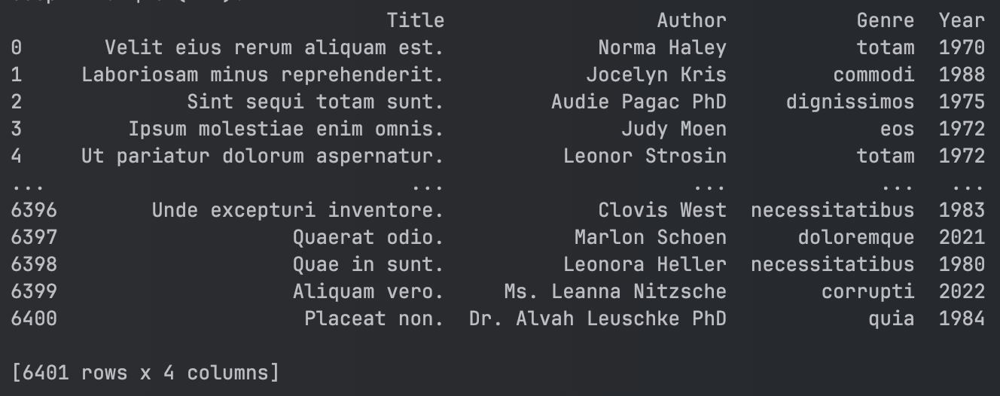 Title Author Genre Year
0 Velit eius rerum aliquam est. Norma Haley totam 1970
1 Laboriosam minus reprehenderit. Jocelyn Kris commodi 1988
2 Sint sequi totam sunt. Audie Pagac PhD dignissimos 1975
3 Ipsum molestiae enim omnis. Judy Moen eos 1972
4 Ut pariatur dolorum aspernatur. Leonor Strosin totam 1972
... ... ... ... ...
6396 Unde excepturi inventore. Clovis West necessitatibus 1983
6397 Quaerat odio. Marlon Schoen doloremque 2021
6398 Quae in sunt. Leonora Heller necessitatibus 1980
6399 Aliquam vero. Ms. Leanna Nitzsche corrupti 2022
6400 Placeat non. Dr. Alvah Leuschke PhD quia 1984
[6401 rows x 4 columns]